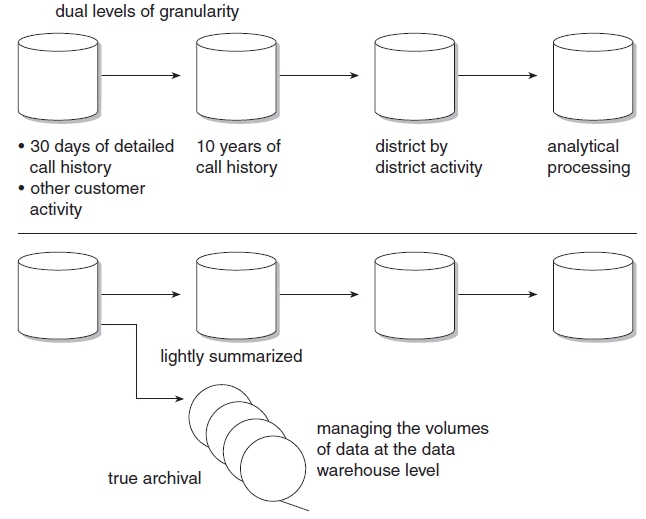 dual levels of granularity
• 30 days of detailed
call history
• other customer
activity
10 years of
call history
district by
district activity
analytical
processing
lightly summarized
managing the volumes
of data at the data
warehouse level
true archival